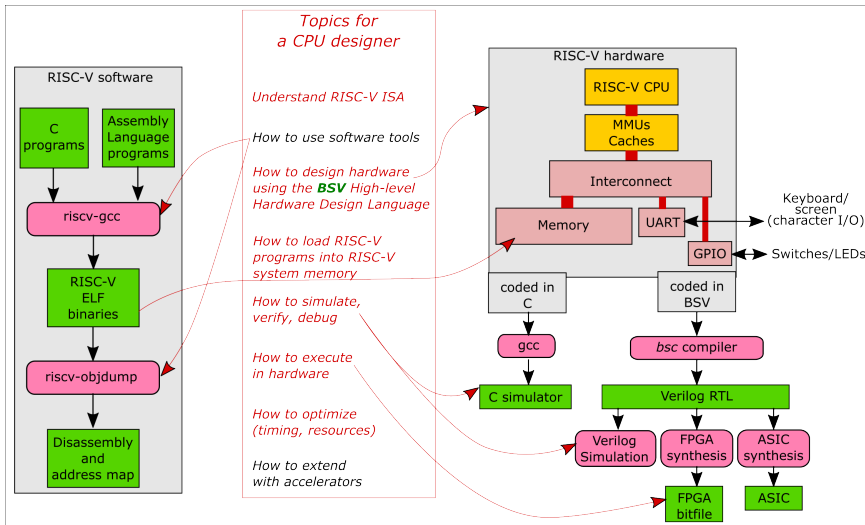 Topics for
a CPU designer
RISC-V software
C
programs
Assembly
Language
programs
riscv-gcc
RISC-V
ELF
binaries
riscv-objdump
Disassembly
and
address map
Understand RISC-V ISA
How to use software tools
How to design hardware
using the BSV High-level
Hardware Design Language
How to load RISC-V
programs into RISC-V
system memory
How to simulate,
verify, debug
How to execute
in hardware
How to optimize
(timing, resources)
How to extend
with accelerators
RISC-V hardware
RISC-V CPU
MMUs
Caches
Interconnect
Memory
UART
GPIO
Keyboard/
screen
(character I/O)
Switches/LEDs
coded in
C
coded in
BSV
gcc
bsc compiler
C simulator
Verilog RTL
Verilog
Simulation
FPGA
synthesis
ASIC
synthesis
FPGA
bitfile
ASIC